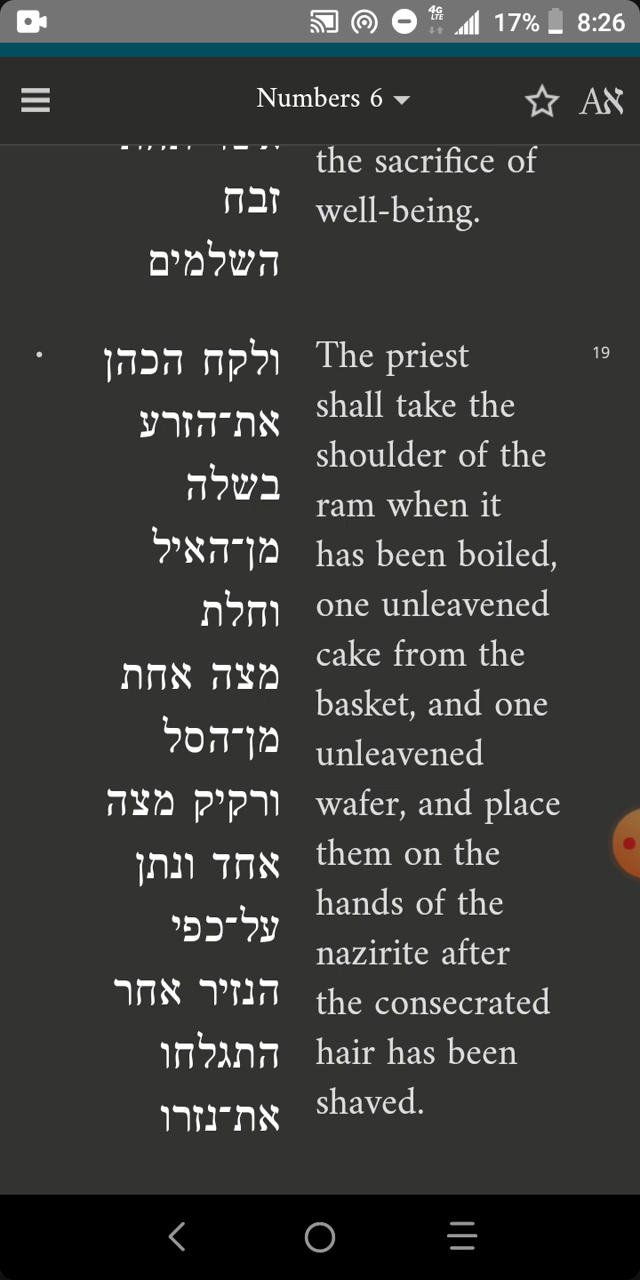 4G
LTE
17%
8:26
Numbers 6
Aא
זבח
השלמים
the sacrifice of
well-being.
ולקח הכהן
את־הזרע
בשלה
מן־האיל
וחלת
מצה אחת
מן־הסל
ורקיק מצה
אחד ונתן
על־כפי
הנזיר אחר
התגלחו
את־נזרו
The priest
shall take the
shoulder of the
ram when it
has been boiled,
one unleavened
cake from the
basket, and one
unleavened
wafer, and place
them on the
hands of the
nazirite after
the consecrated
hair has been
shaved.
19